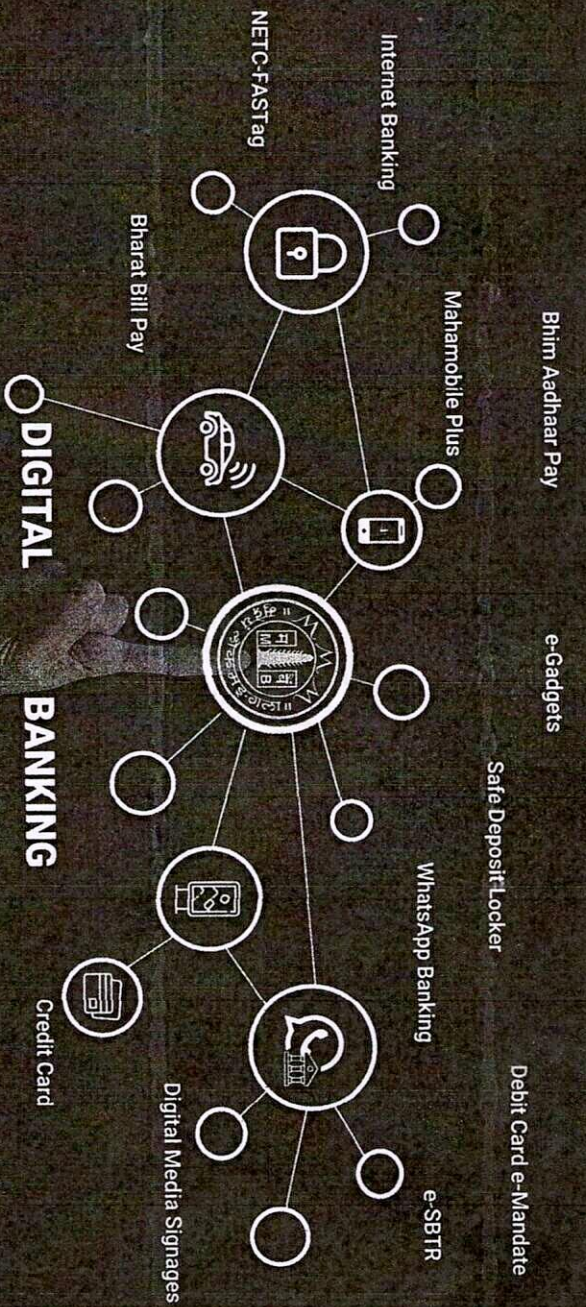 Bhim Aadhaar Pay
e-Gadgets
Debit Card e-Mandate
Safe Deposit Locker
Internet Banking
Mahamobile Plus
WhatsApp Banking
e-SBTR
NETC-FASTag
Bharat Bill Pay
Digital Media Signages
Credit Card
म
बैं
M
B
DIGITAL BANKING